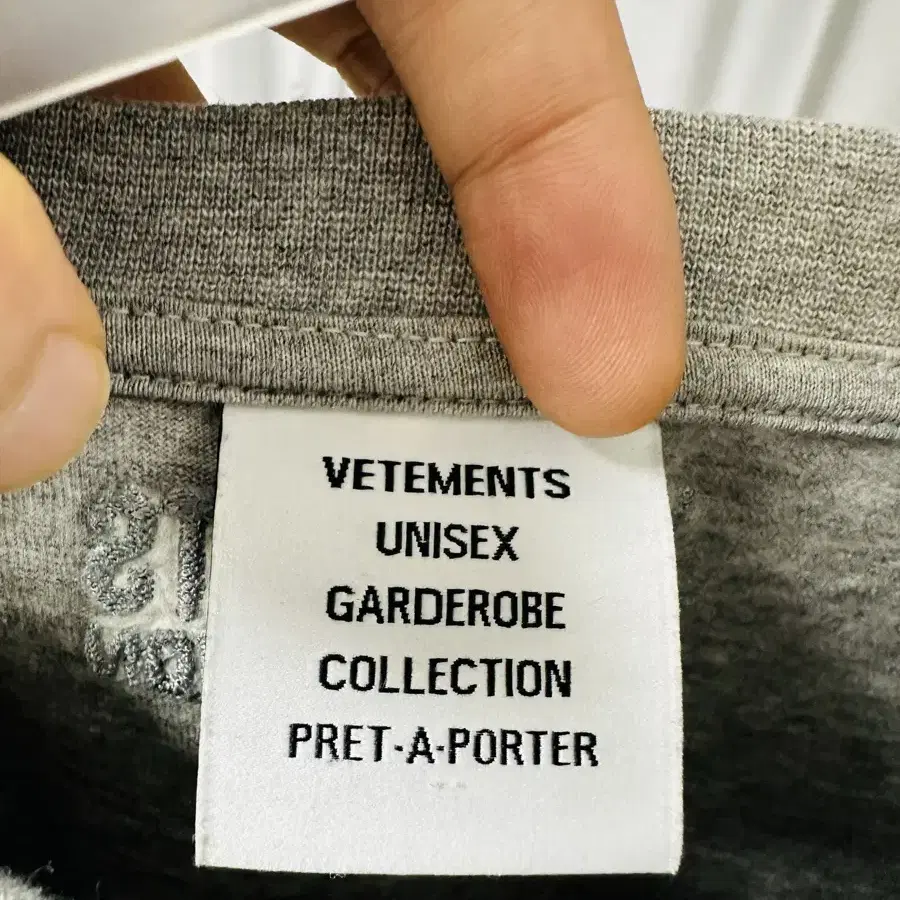 VETEMENTS
UNISEX
GARDEROBE
COLLECTION
PRET-A-PORTER